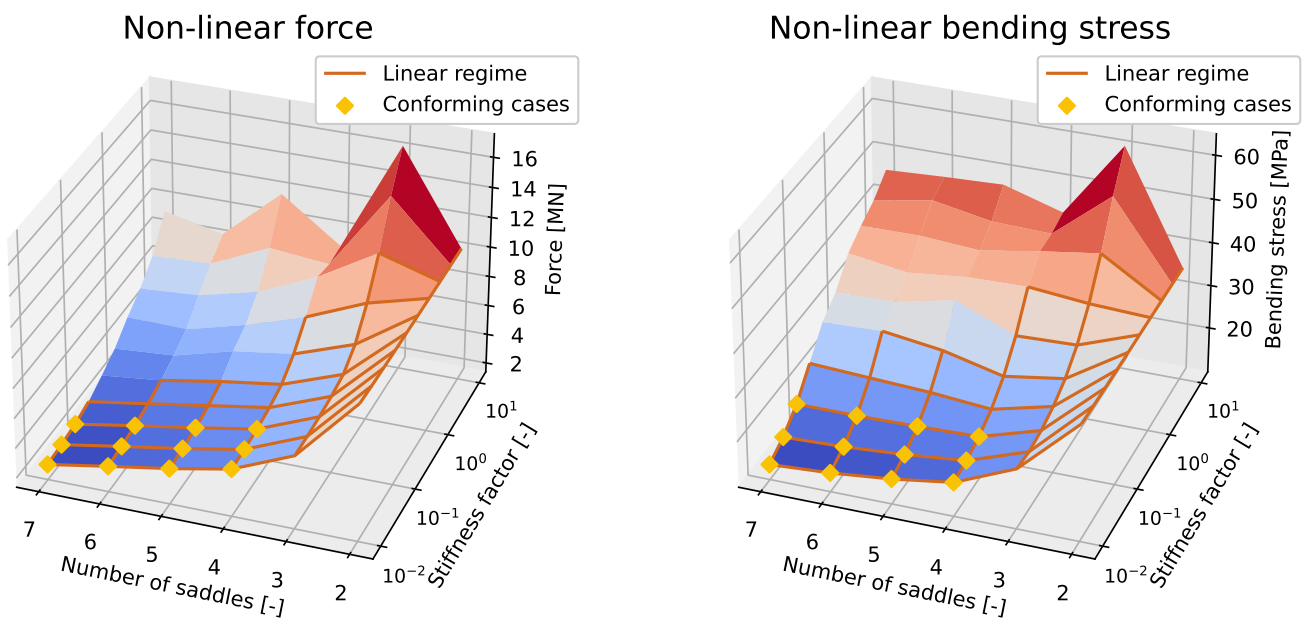 Non-linear force
Linear regime
Conforming cases
16
14
12
10
8
6
4
2
Force [MN]
10¹
10⁰
10⁻¹
10⁻²
Stiffness factor [-]
7
6
5
4
3
2
Number of saddles [-]
Non-linear bending stress
Linear regime
Conforming cases
60
50
40
30
20
Bending stress [MPa]
10¹
10⁰
10⁻¹
10⁻²
Stiffness factor [-]
7
6
5
4
3
2
Number of saddles [-]